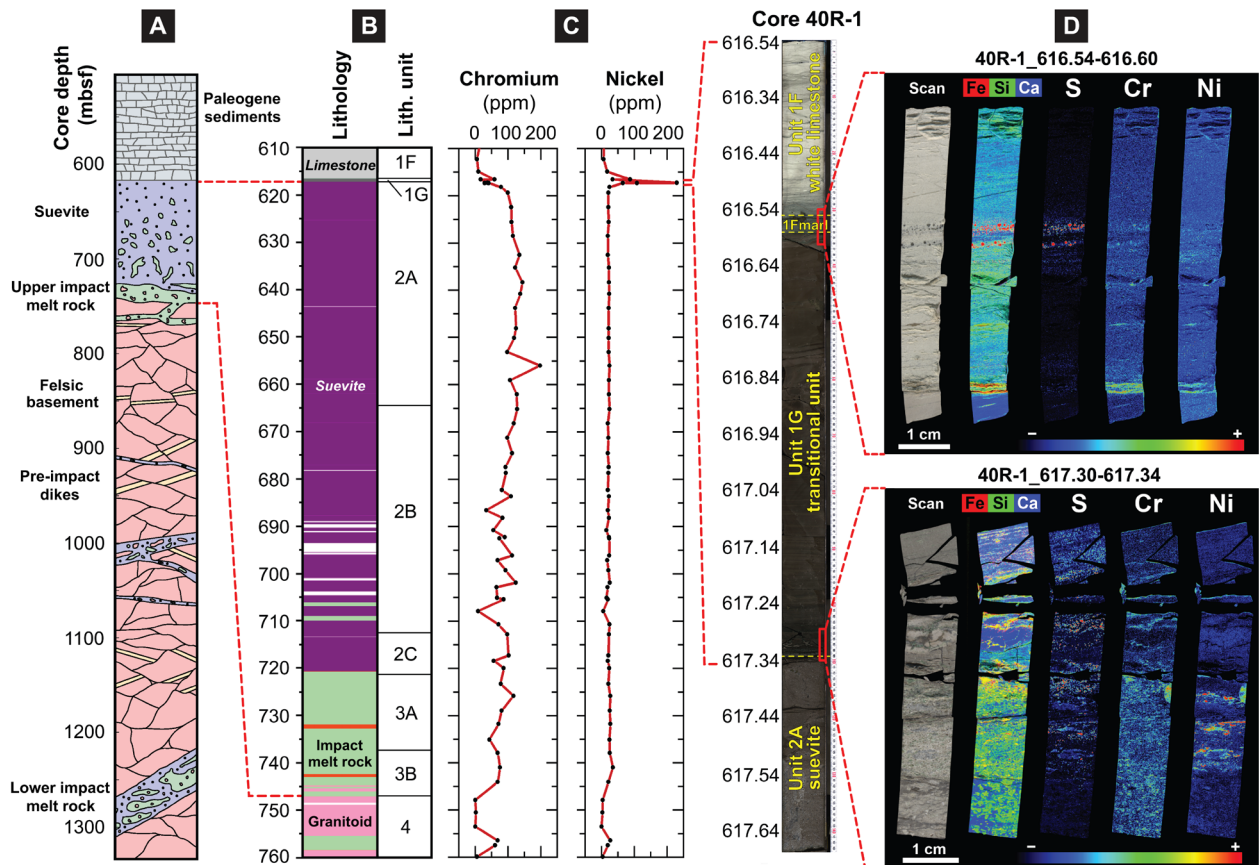 A
Core depth
(mbsf)
Paleogene
sediments
600
Suevite
700
Upper impact
melt rock
800
Felsic
basement
900
Pre-impact
dikes
1000
1100
1200
Lower impact
melt rock
1300
B
Lithology
Lith. unit
610
620
630
640
650
660
670
680
690
700
710
720
730
740
750
760
Limestone
Suevite
Impact
melt rock
Granitoid
1F
1G
2A
2B
2C
3A
3B
4
C
Chromium
(ppm)
0 100 200
Nickel
(ppm)
0 100 200
Core 40R-1
616.54
616.34
616.44
616.54
616.64
616.74
616.84
616.94
617.04
617.14
617.24
617.34
617.44
617.54
617.64
Unit 1F
white limestone
1Fmarl
Unit 1G
transitional unit
Unit 2A
suevite
D
40R-1_616.54-616.60
Scan Fe Si Ca S Cr Ni
1 cm
– +
40R-1_617.30-617.34
Scan Fe Si Ca S Cr Ni
1 cm
– +